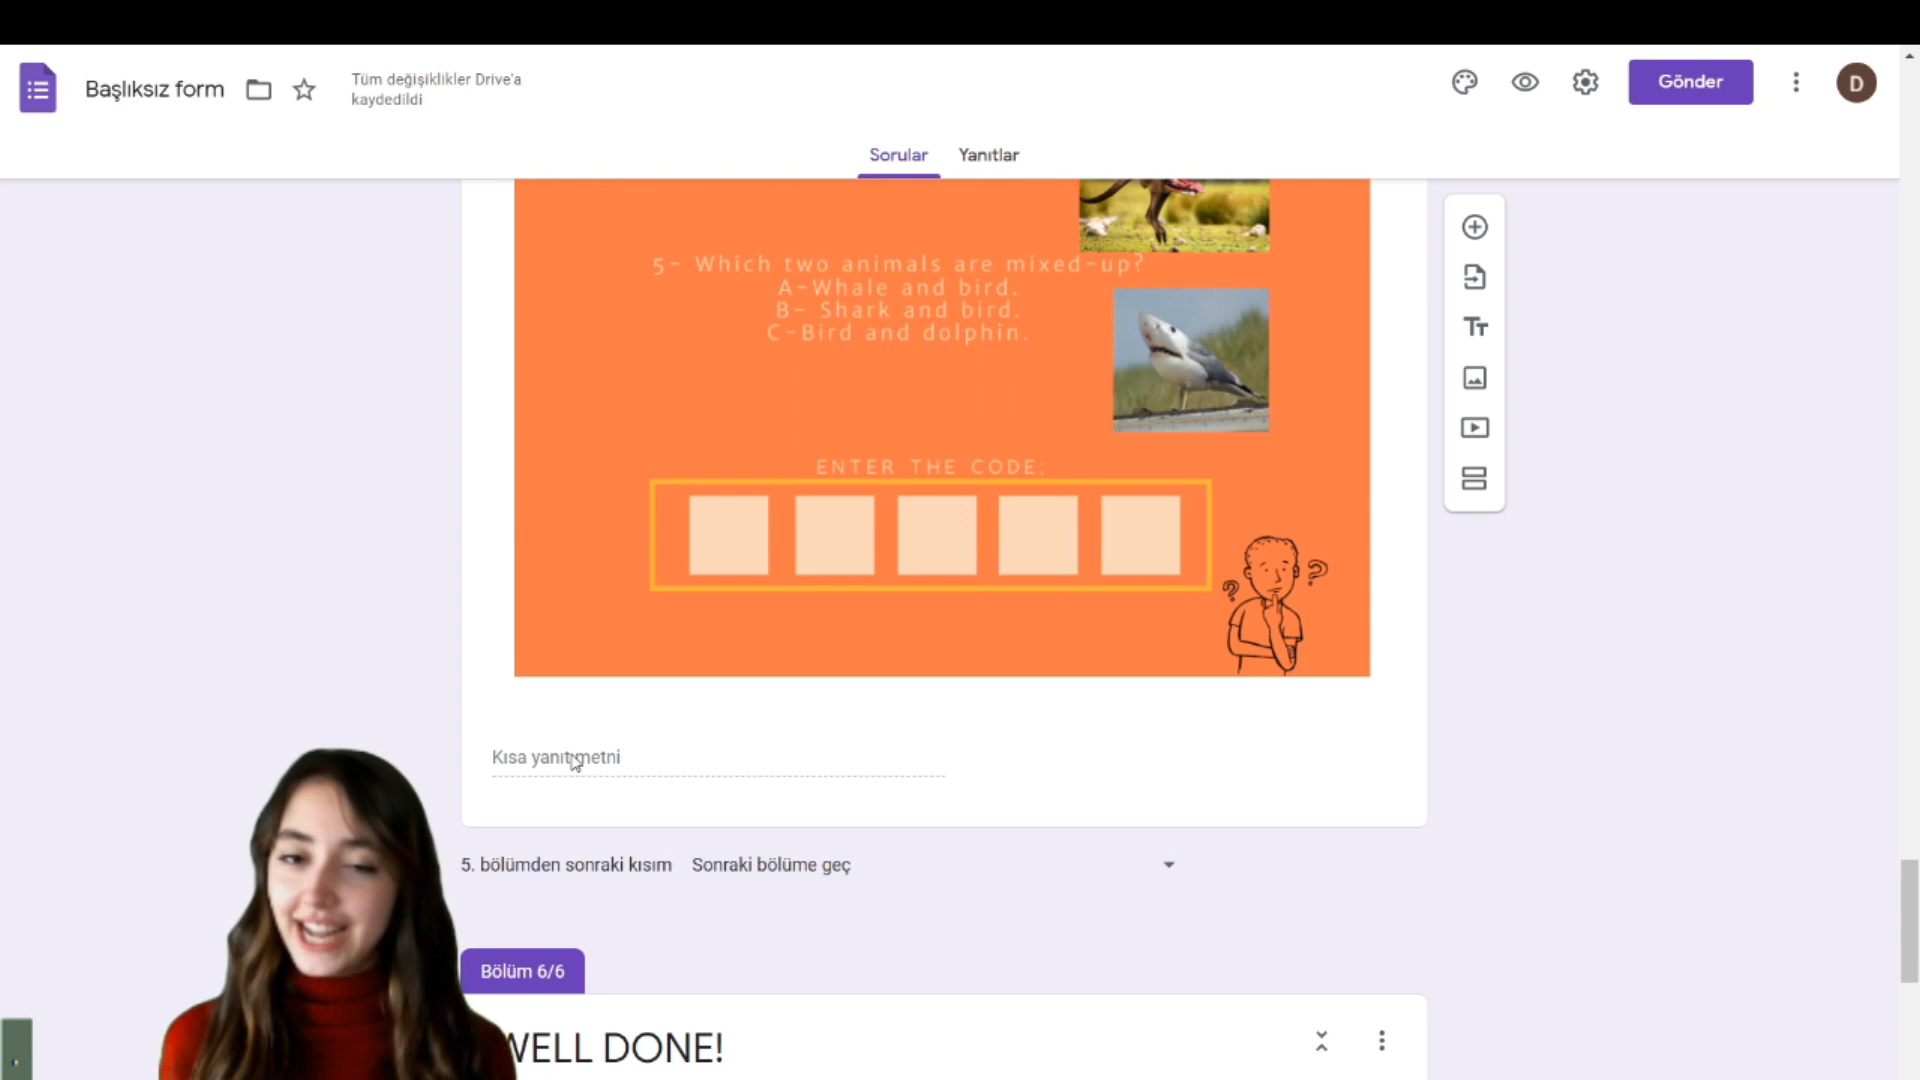 Başlıksız form
Tüm değişiklikler Drive'a
kaydedildi
Gönder
D
Sorular
Yanıtlar
5- Which two animals are mixed-up?
A-Whale and bird.
B- Shark and bird.
C-Bird and dolphin.
ENTER THE CODE:
? ?
Kısa yanıt metni
5. bölümden sonraki kısım Sonraki bölüme geç
Bölüm 6/6
WELL DONE!